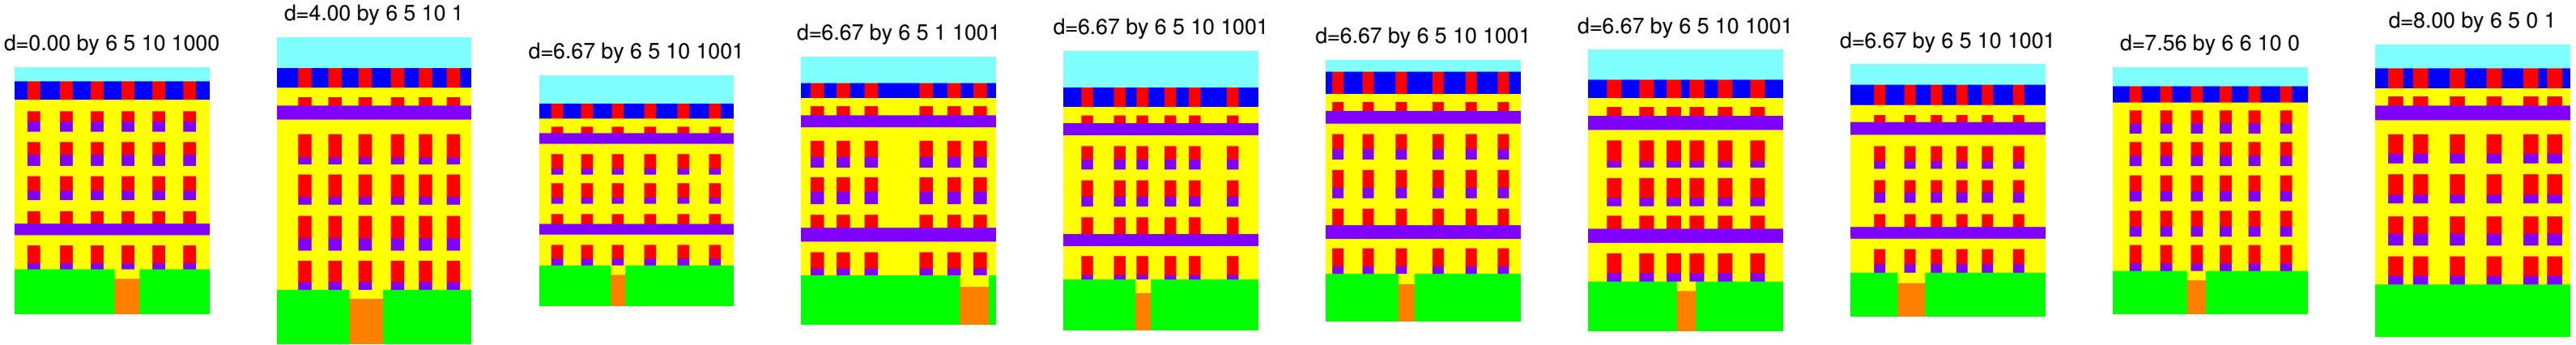 d=0.00 by 6 5 10 1000
d=4.00 by 6 5 10 1
d=6.67 by 6 5 10 1001
d=6.67 by 6 5 1 1001
d=6.67 by 6 5 10 1001
d=6.67 by 6 5 10 1001
d=6.67 by 6 5 10 1001
d=6.67 by 6 5 10 1001
d=7.56 by 6 6 10 0
d=8.00 by 6 5 0 1